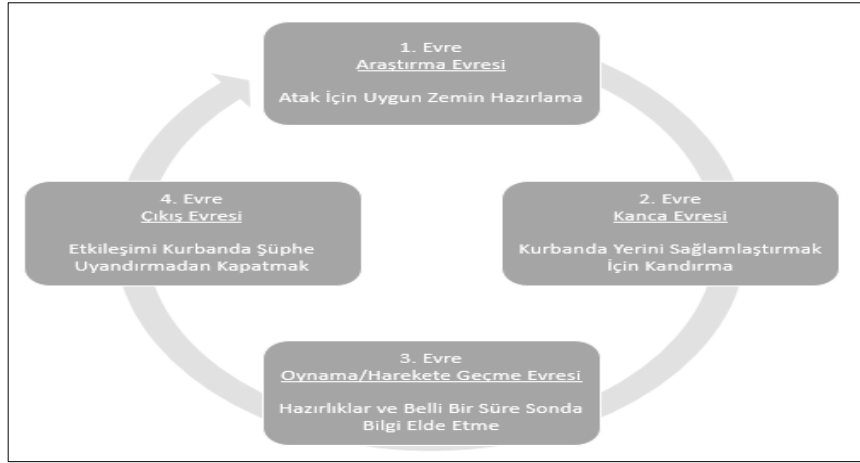 1. Evre
Araştırma Evresi
Atak İçin Uygun Zemin Hazırlama
2. Evre
Kanca Evresi
Kurbanda Yerini Sağlamlaştırmak
İçin Kandırma
3. Evre
Oynama/Harekete Geçme Evresi
Hazırlıklar ve Belli Bir Süre Sonda
Bilgi Elde Etme
4. Evre
Çıkış Evresi
Etkileşimi Kurbanda Şüphe
Uyandırmadan Kapatmak